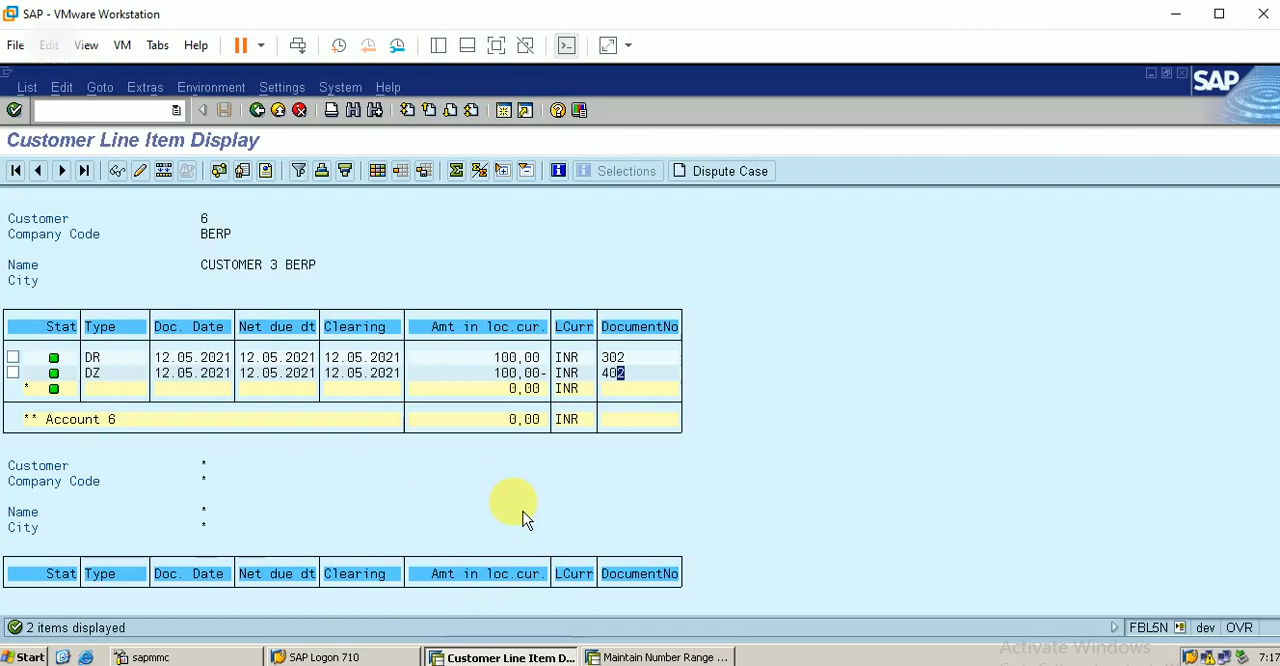 SAP - VMware Workstation
File Edit View VM Tabs Help
List Edit Goto Extras Environment Settings System Help
SAP
Customer Line Item Display
Selections Dispute Case
Customer 6
Company Code BERP
Name CUSTOMER 3 BERP
City
Stat Type Doc. Date Net due dt Clearing Amt in loc.cur. LCurr DocumentNo
DR 12.05.2021 12.05.2021 12.05.2021 100,00 INR 302
DZ 12.05.2021 12.05.2021 12.05.2021 100,00- INR 402
* 0,00 INR
** Account 6 0,00 INR
Customer *
Company Code *
Name *
City *
Stat Type Doc. Date Net due dt Clearing Amt in loc.cur. LCurr DocumentNo
2 items displayed FBL5N dev OVR
Activate Windows
Start sapmmc SAP Logon 710 Customer Line Item D... Maintain Number Range ... 7:17